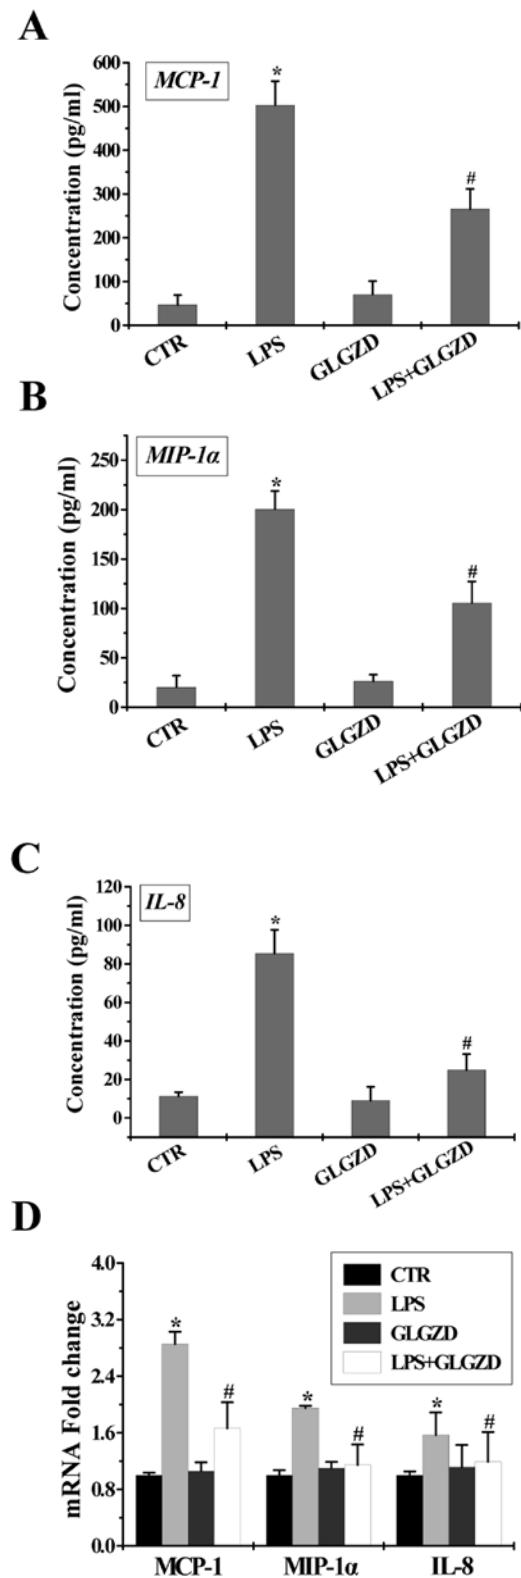 A
MCP-1
Concentration (pg/ml)
600
500
400
300
200
100
0
*
#
CTR
LPS
GLGZD
LPS+GLGZD
B
MIP-1α
Concentration (pg/ml)
250
200
150
100
50
0
*
#
CTR
LPS
GLGZD
LPS+GLGZD
C
IL-8
Concentration (pg/ml)
120
100
80
60
40
20
0
*
#
CTR
LPS
GLGZD
LPS+GLGZD
D
mRNA Fold change
4.0
3.2
2.4
1.6
0.8
0.0
CTR
LPS
GLGZD
LPS+GLGZD
*
#
*
#
*
#
MCP-1
MIP-1α
IL-8